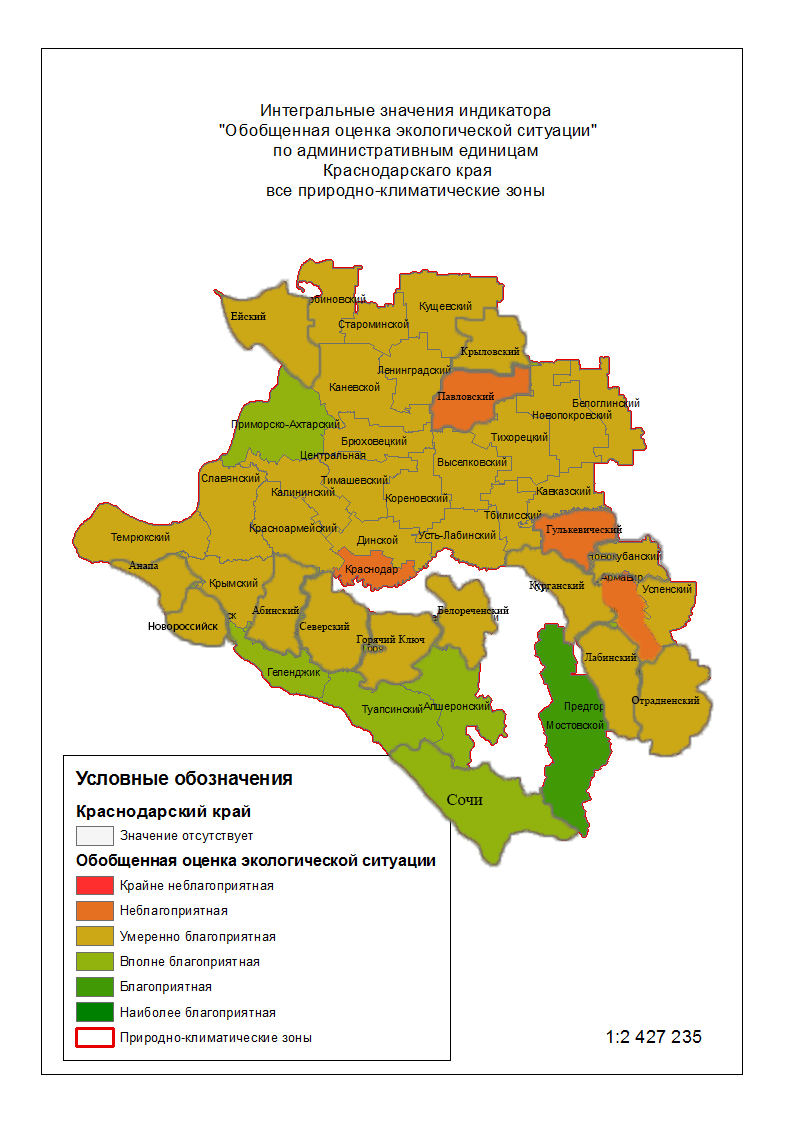 Интегральные значения индикатора
"Обобщенная оценка экологической ситуации"
по административным единицам
Краснодарскаго края
все природно-климатические зоны
Ейский
Староминской
Кущевский
Крыловский
Ленинградский
Каневской
Павловский
Белоглинский
Новопокровский
Приморско-Ахтарский
Брюховецкий
Тихорецкий
Центральная
Выселковский
Славянский
Тимашевский
Калининский
Кореновский
Кавказский
Тбилисский
Красноармейский
Гулькевический
Темрюкский
Динской
Усть-Лабинский
Новокубанский
Анапа
Краснодар
Армавир
Крымский
Курганский
Успенский
Абинский
Белореченский
Новороссийск
ск
Северский
Горячий Ключ
Лабинский
Геленджик
Отрадненский
Туапсинский
Апшеронский
Предгор
Мостовской
Сочи
Условные обозначения
Краснодарский край
Значение отсутствует
Обобщенная оценка экологической ситуации
Крайне неблагоприятная
Неблагоприятная
Умеренно благоприятная
Вполне благоприятная
Благоприятная
Наиболее благоприятная
Природно-климатические зоны
1:2 427 235